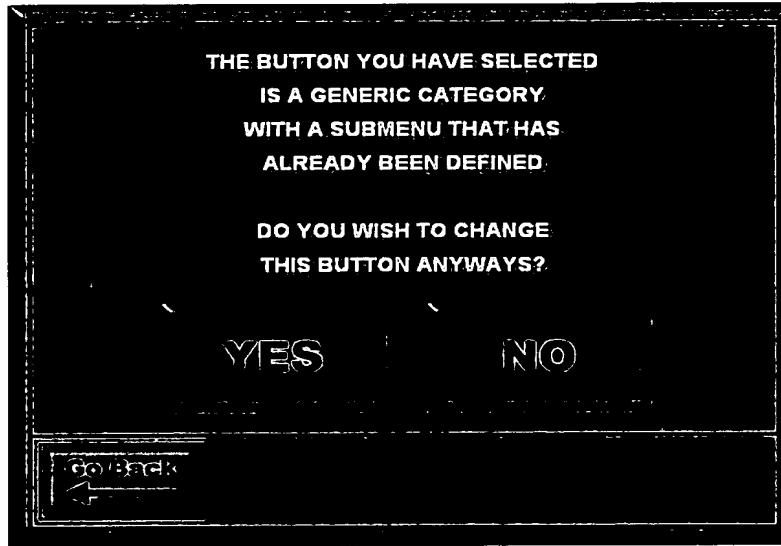 THE BUTTON YOU HAVE SELECTED
IS A GENERIC CATEGORY
WITH A SUBMENU THAT HAS
ALREADY BEEN DEFINED
DO YOU WISH TO CHANGE
THIS BUTTON ANYWAYS?
YES NO
Go Back